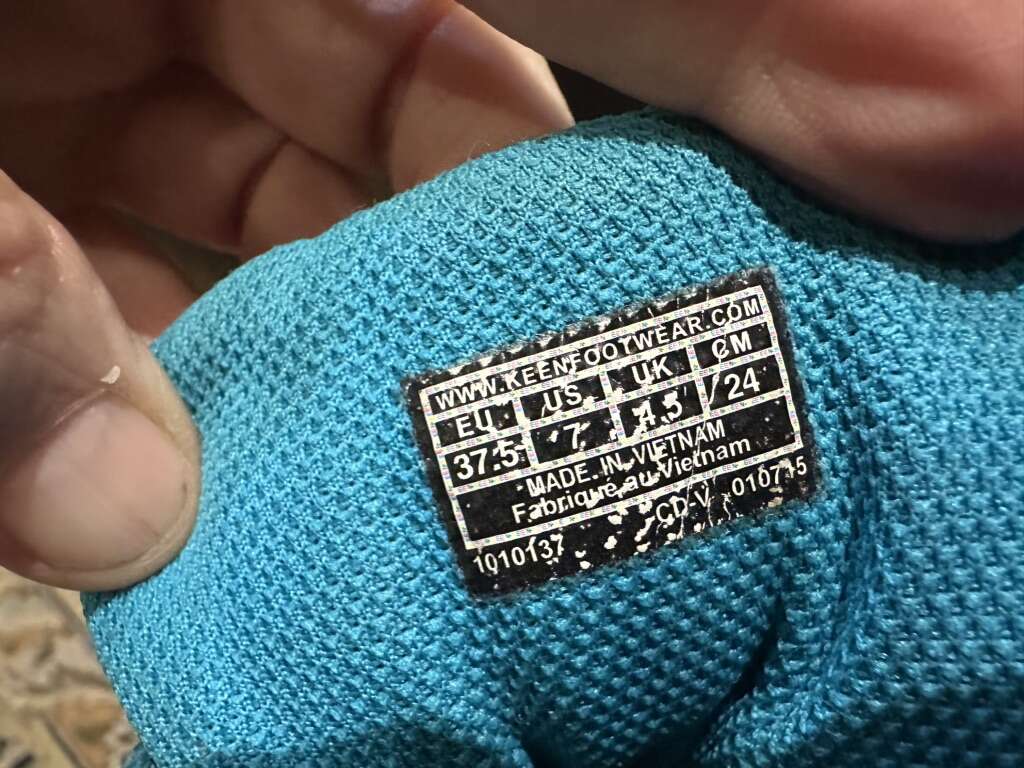 WWW.KEENFOOTWEAR.COM
EU US UK CM
37.5 7 4.5 24
MADE IN VIETNAM
Fabriqué au Vietnam
CD-V 010715
1010137